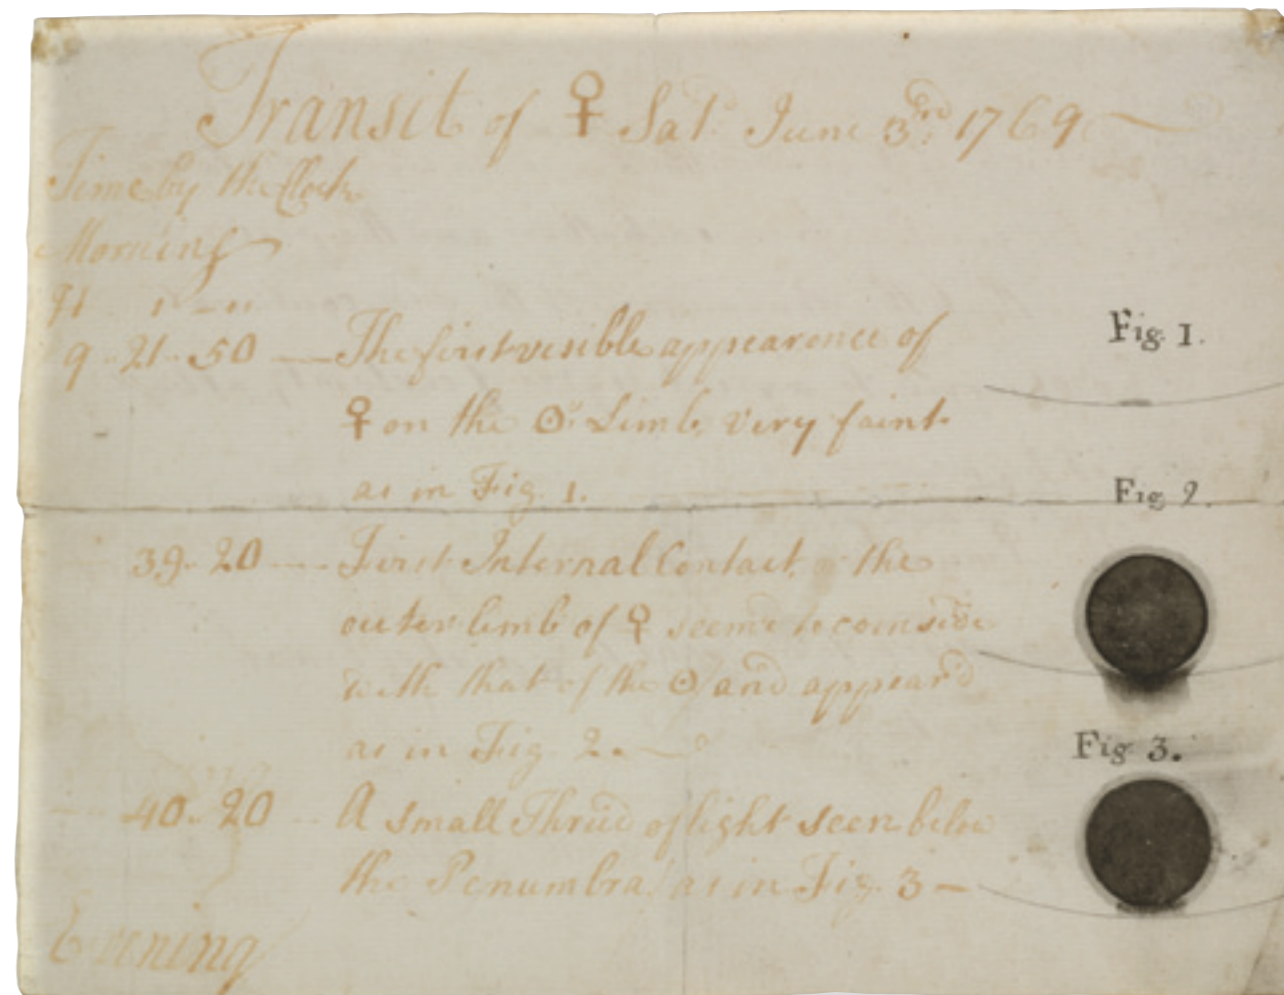 Transit of ♀ Sat. June 3rd. 1769
Time by the Clock
Morning
H ' — "
9 .. 21 .. 50 — The first visible appearance of
Fig 1.
♀ on the ☉s Limb, very faint
as in Fig. 1.
Fig 2.
39 .. 20 — First Internal Contact, or the
outer limb of ♀ seem'd to coinside
with that of the ☉ and appear'd
as in Fig. 2.
Fig 3.
40 .. 20 — A small Thrid of light seen below
the Penumbra, as in Fig. 3 —
Evening